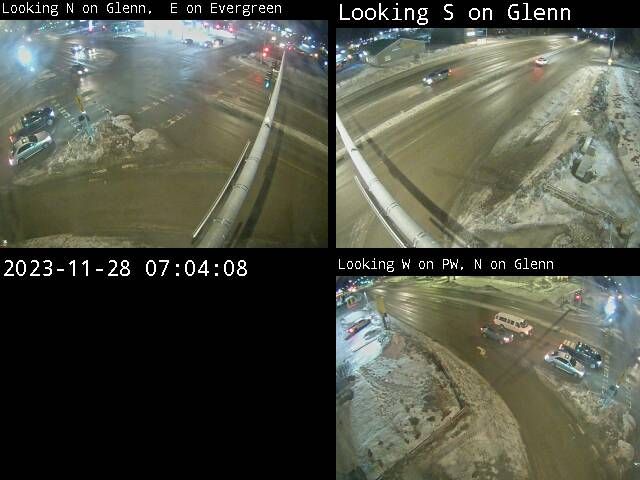 Looking N on Glenn,  E on Evergreen
Looking S on Glenn
2023-11-28 07:04:08
Looking W on PW, N on Glenn